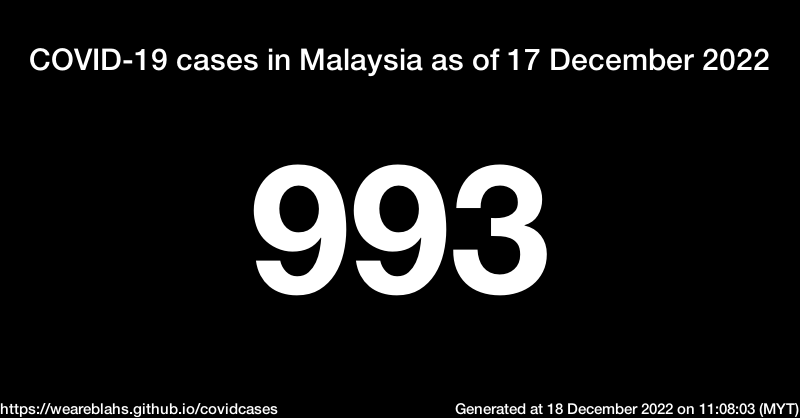 COVID-19 cases in Malaysia as of 17 December 2022
993
https://weareblahs.github.io/covidcases
Generated at 18 December 2022 on 11:08:03 (MYT)